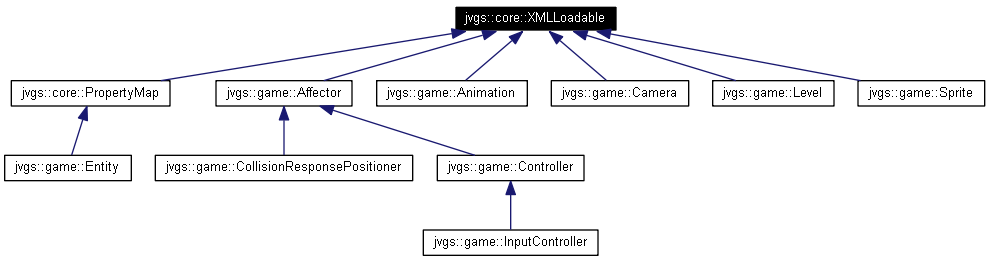 jvgs::core::XMLLoadable
jvgs::core::PropertyMap
jvgs::game::Affector
jvgs::game::Animation
jvgs::game::Camera
jvgs::game::Level
jvgs::game::Sprite
jvgs::game::Entity
jvgs::game::CollisionResponsePositioner
jvgs::game::Controller
jvgs::game::InputController